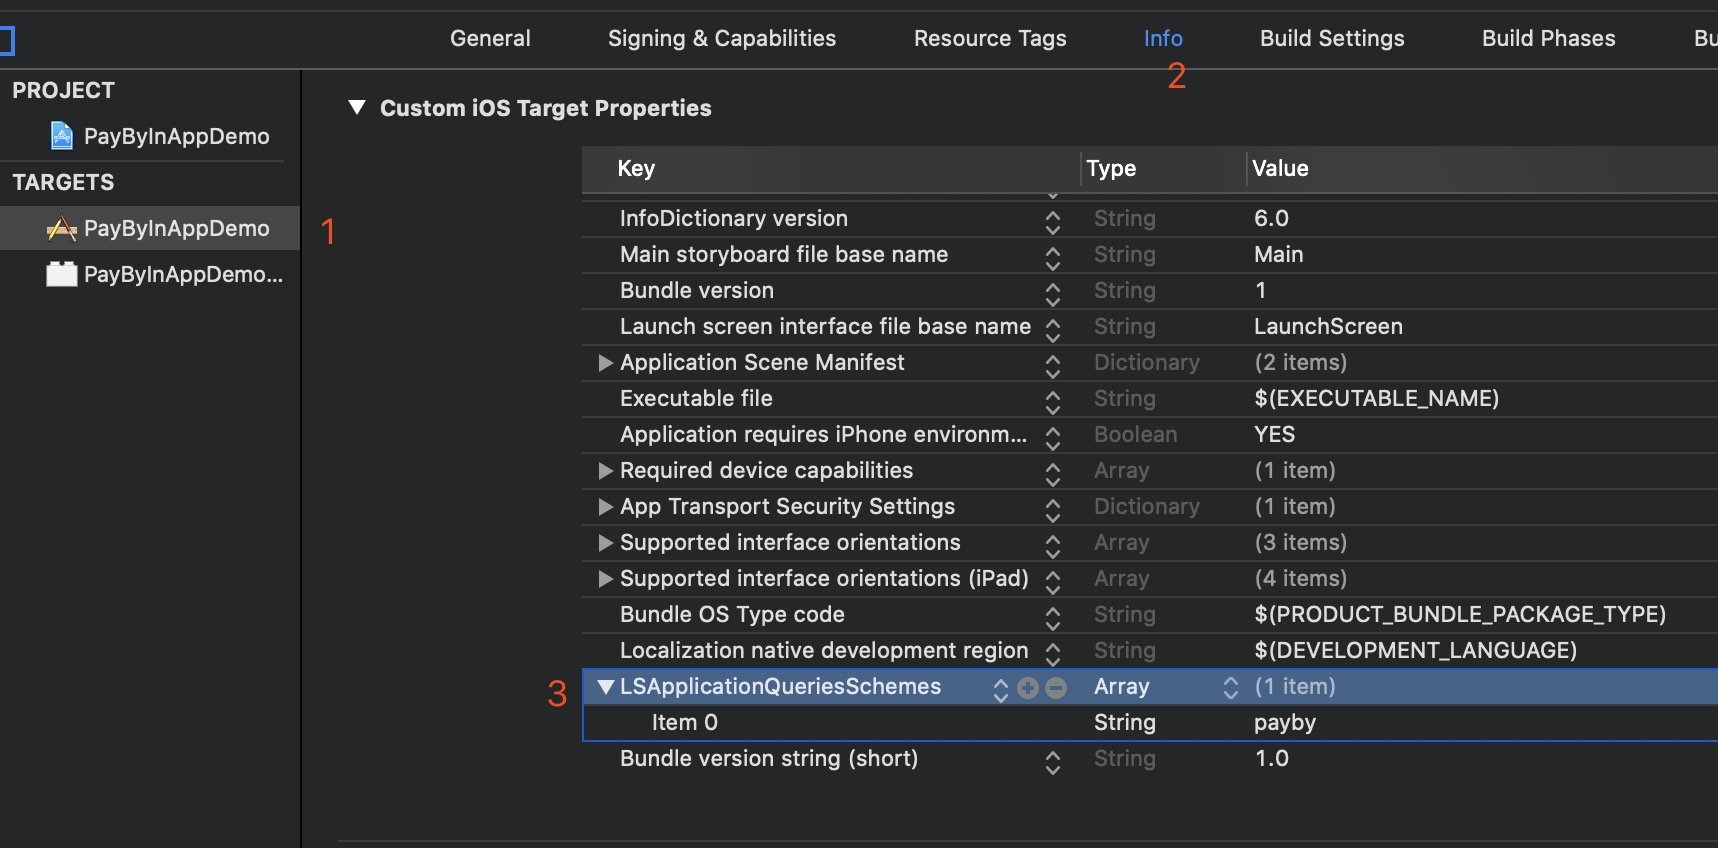 General Signing & Capabilities Resource Tags Info Build Settings Build Phases Bu
2
PROJECT
PayByInAppDemo
TARGETS
PayByInAppDemo
1
PayByInAppDemo...
Custom iOS Target Properties
Key Type Value
InfoDictionary version String 6.0
Main storyboard file base name String Main
Bundle version String 1
Launch screen interface file base name String LaunchScreen
Application Scene Manifest Dictionary (2 items)
Executable file String $(EXECUTABLE_NAME)
Application requires iPhone environm... Boolean YES
Required device capabilities Array (1 item)
App Transport Security Settings Dictionary (1 item)
Supported interface orientations Array (3 items)
Supported interface orientations (iPad) Array (4 items)
Bundle OS Type code String $(PRODUCT_BUNDLE_PACKAGE_TYPE)
Localization native development region String $(DEVELOPMENT_LANGUAGE)
3 LSApplicationQueriesSchemes Array (1 item)
Item 0 String payby
Bundle version string (short) String 1.0